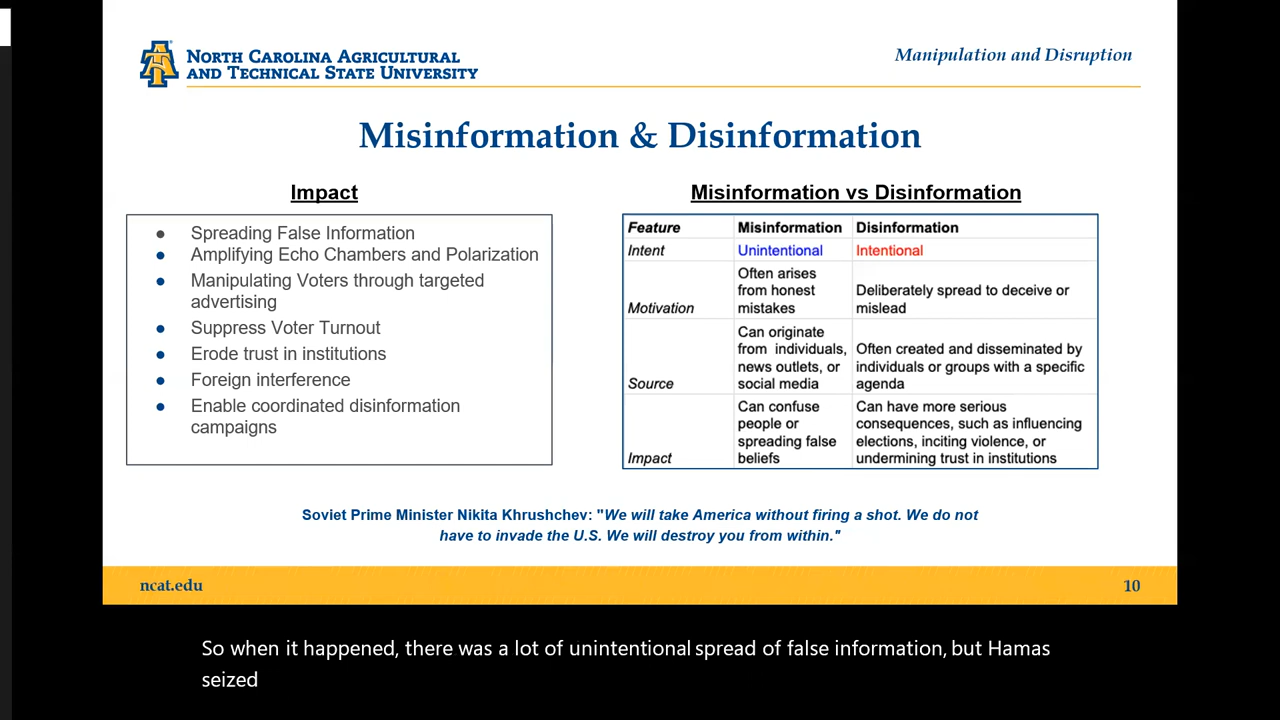 NORTH CAROLINA AGRICULTURAL
AND TECHNICAL STATE UNIVERSITY
Manipulation and Disruption
Misinformation & Disinformation
Impact
● Spreading False Information
● Amplifying Echo Chambers and Polarization
● Manipulating Voters through targeted
advertising
● Suppress Voter Turnout
● Erode trust in institutions
● Foreign interference
● Enable coordinated disinformation
campaigns
Misinformation vs Disinformation
Feature Misinformation Disinformation
Intent Unintentional Intentional
Often arises
from honest Deliberately spread to deceive or
Motivation mistakes mislead
Can originate
from individuals, Often created and disseminated by
news outlets, or individuals or groups with a specific
Source social media agenda
Can confuse Can have more serious
people or consequences, such as influencing
spreading false elections, inciting violence, or
Impact beliefs undermining trust in institutions
Soviet Prime Minister Nikita Khrushchev: "We will take America without firing a shot. We do not
have to invade the U.S. We will destroy you from within."
ncat.edu
10
So when it happened, there was a lot of unintentional spread of false information, but Hamas
seized